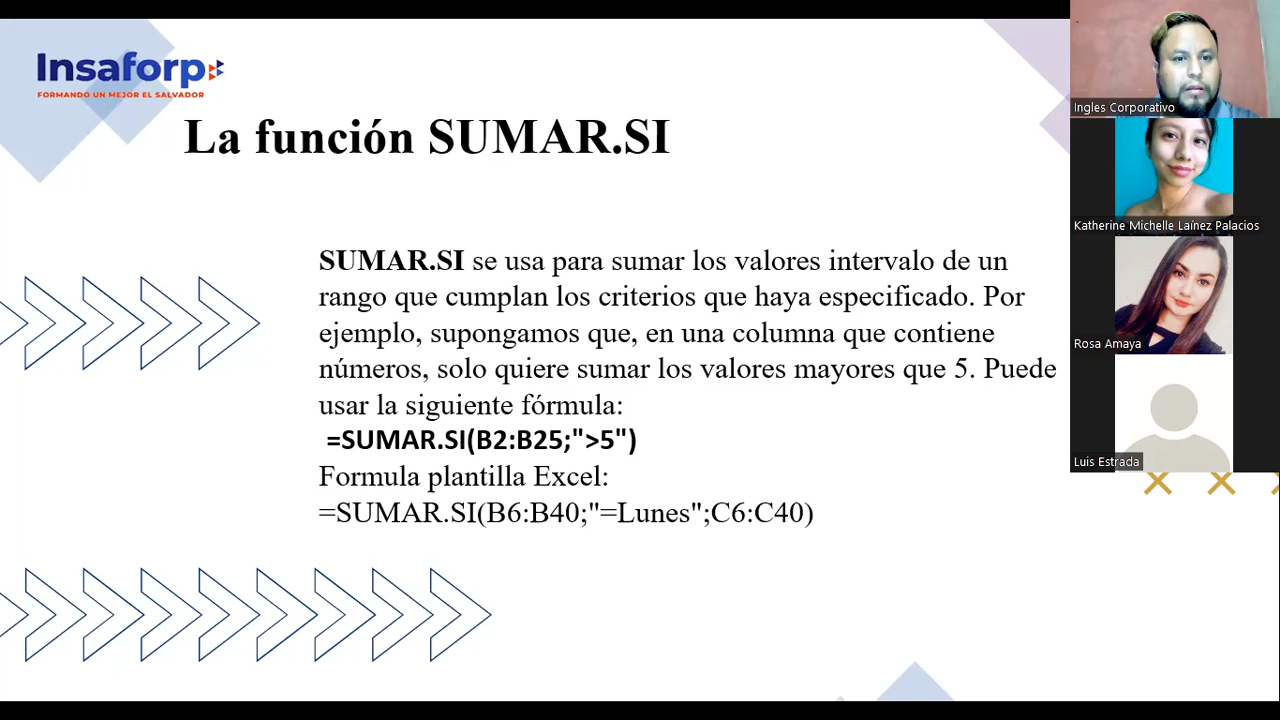 Insaforp
FORMANDO UN MEJOR EL SALVADOR
La función SUMAR.SI
SUMAR.SI se usa para sumar los valores intervalo de un
rango que cumplan los criterios que haya especificado. Por
ejemplo, supongamos que, en una columna que contiene
números, solo quiere sumar los valores mayores que 5. Puede
usar la siguiente fórmula:
=SUMAR.SI(B2:B25;">5")
Formula plantilla Excel:
=SUMAR.SI(B6:B40;"=Lunes";C6:C40)
Ingles Corporativo
Katherine Michelle Laínez Palacios
Rosa Amaya
Luis Estrada